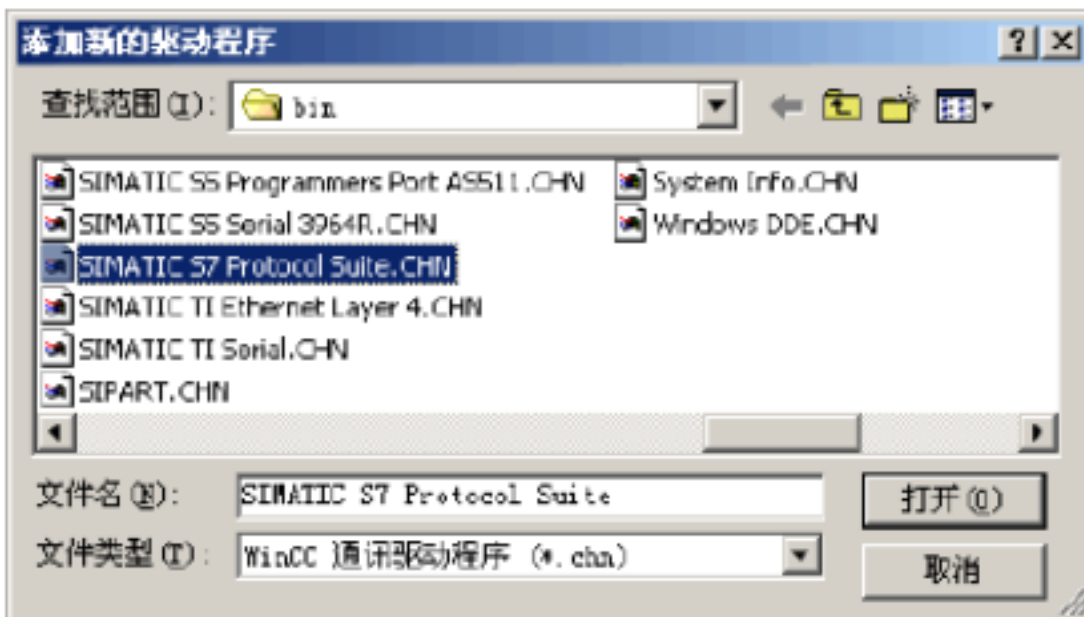 添加新的驱动程序
查找范围(I): bin
SIMATIC S5 Programmers Port AS511.CHN
SIMATIC S5 Serial 3964R.CHN
SIMATIC S7 Protocol Suite.CHN
SIMATIC TI Ethernet Layer 4.CHN
SIMATIC TI Serial.CHN
SIPART.CHN
System Info.CHN
Windows DDE.CHN
文件名(N): SIMATIC S7 Protocol Suite 打开(O)
文件类型(T): WinCC 通讯驱动程序 (*.chn) 取消